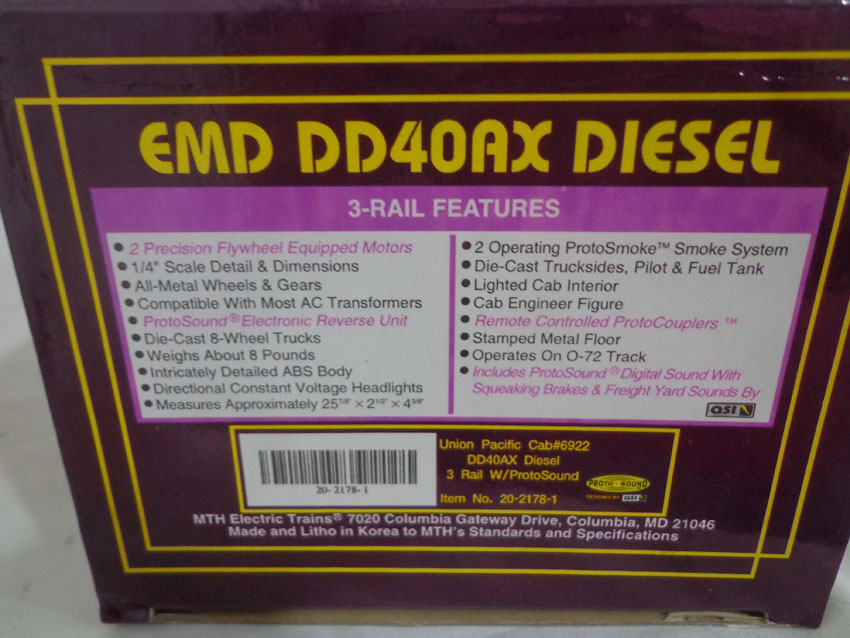 EMD DD40AX DIESEL
3-RAIL FEATURES
• 2 Precision Flywheel Equipped Motors
• 1/4" Scale Detail & Dimensions
• All-Metal Wheels & Gears
• Compatible With Most AC Transformers
• ProtoSound® Electronic Reverse Unit
• Die-Cast 8-Wheel Trucks
• Weighs About 8 Pounds
• Intricately Detailed ABS Body
• Directional Constant Voltage Headlights
• Measures Approximately 25 7/8" × 2 1/2" × 4 3/8"
• 2 Operating ProtoSmoke™ Smoke System
• Die-Cast Trucksides, Pilot & Fuel Tank
• Lighted Cab Interior
• Cab Engineer Figure
• Remote Controlled ProtoCouplers ™
• Stamped Metal Floor
• Operates On O-72 Track
• Includes ProtoSound® Digital Sound With
Squeaking Brakes & Freight Yard Sounds By
QSI
20-2178-1
Union Pacific Cab#6922
DD40AX Diesel
3 Rail W/ProtoSound
Item No. 20-2178-1
PROTO SOUND
DESIGNED BY QSI
MTH Electric Trains® 7020 Columbia Gateway Drive, Columbia, MD 21046
Made and Litho in Korea to MTH's Standards and Specifications